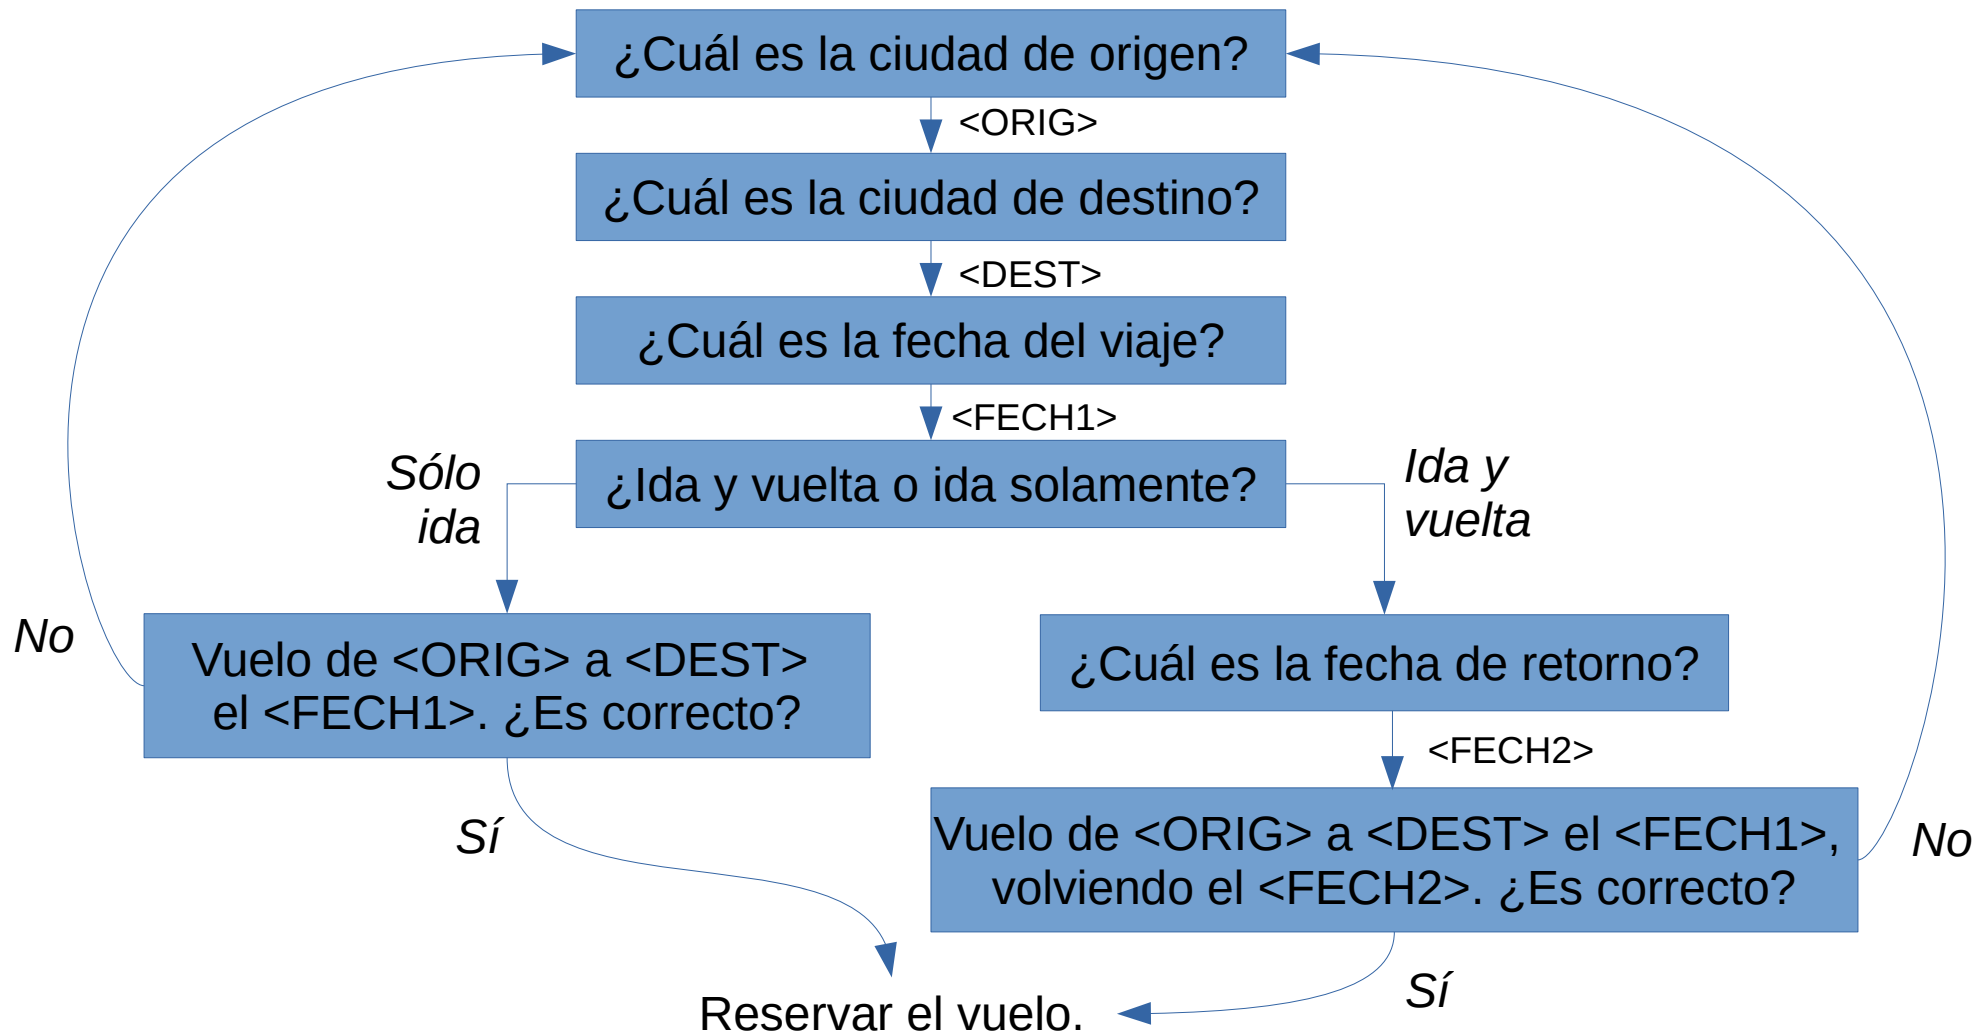 ¿Cuál es la ciudad de origen?
<ORIG>
¿Cuál es la ciudad de destino?
<DEST>
¿Cuál es la fecha del viaje?
<FECH1>
¿Ida y vuelta o ida solamente?
Sólo
ida
Ida y
vuelta
No
Vuelo de <ORIG> a <DEST>
el <FECH1>. ¿Es correcto?
¿Cuál es la fecha de retorno?
<FECH2>
Sí
Vuelo de <ORIG> a <DEST> el <FECH1>,
volviendo el <FECH2>. ¿Es correcto?
No
Sí
Reservar el vuelo.